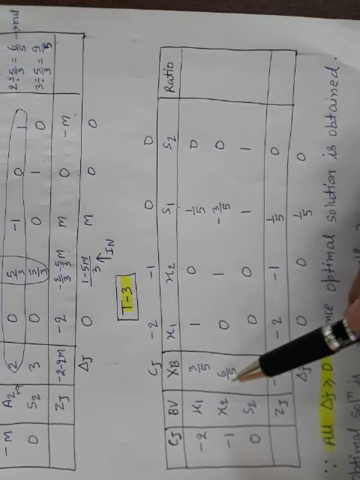 -M A2 2 0 5/3 -1 0 1 2÷5/3 = 6/5 →out
0 S2 3 0 5/3 0 1 0 3÷5/3 = 9/5
ZJ -2-2M -2 -2/3-5M/3 M 0 -M
ΔJ 0 1-5M/3 M 0 0
↑IN
T-3
CJ -2 -1 0 0
CJ BV XB x1 x2 S1 S2 Ratio
-2 x1 3/5 1 0 1/5 0
-1 x2 6/5 0 1 -3/5 0
0 S2 0 0 1 1
ZJ -2 -1 1/5 0
ΔJ 0 0 1/5 0
∵ All ΔJ ≥ 0 optimal solution is obtained.